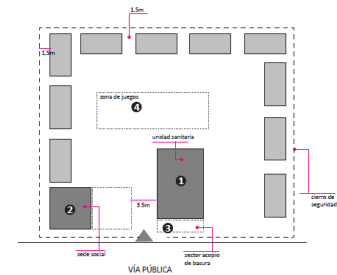 1.5m
1.5m
zona de juegos
4
unidad sanitaria
1
cierro de
seguridad
2
3.5m
3
sede social
sector acopio
de basura
VÍA PÚBLICA